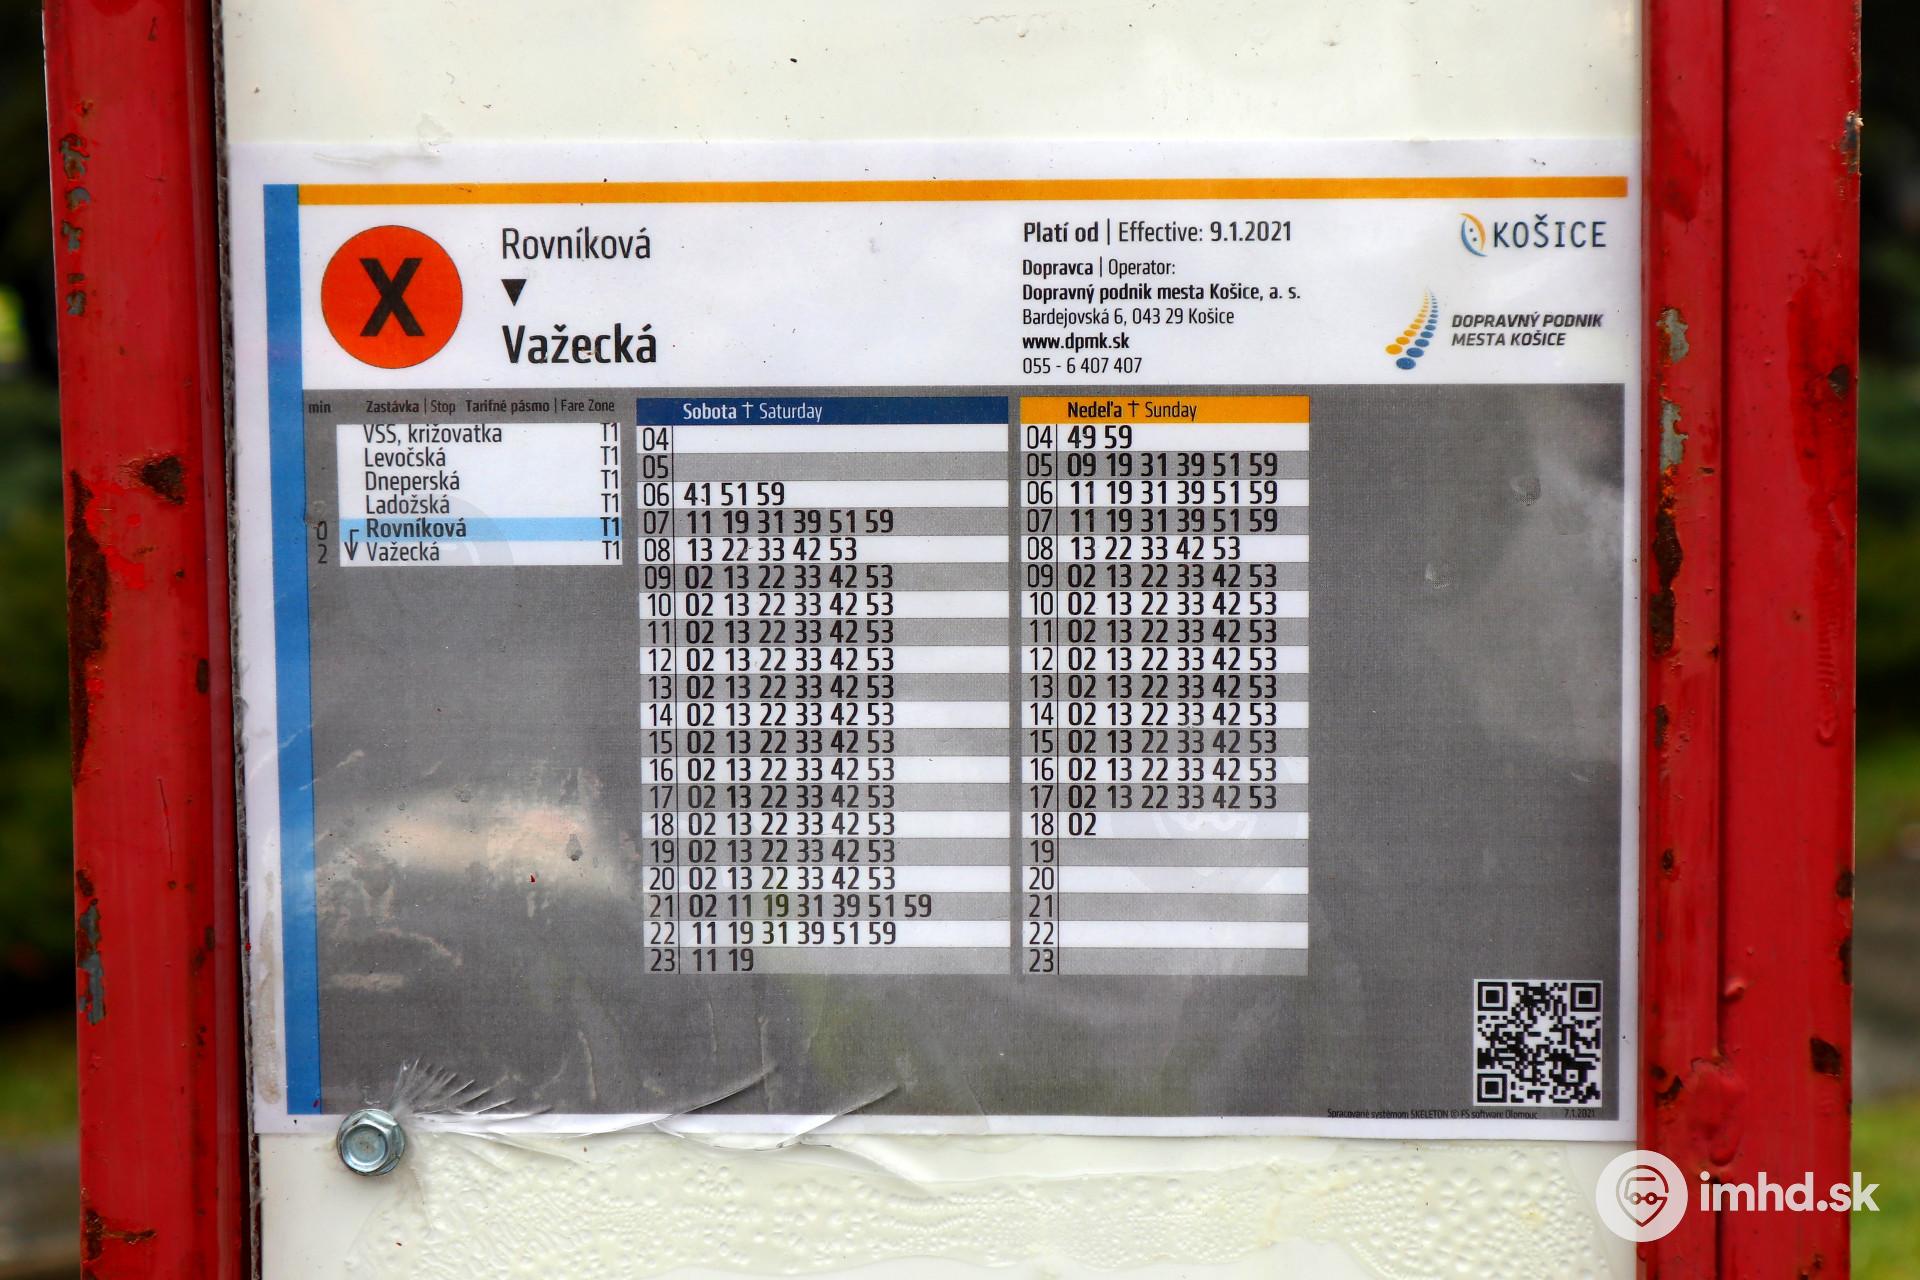 X
Rovníková
▼
Važecká
Platí od | Effective: 9.1.2021
Dopravca | Operator:
Dopravný podnik mesta Košice, a. s.
Bardejovská 6, 043 29 Košice
www.dpmk.sk
055 - 6 407 407
KOŠICE
DOPRAVNÝ PODNIK
MESTA KOŠICE
min Zastávka | Stop Tarifné pásmo | Fare Zone
VSS, križovatka T1
Levočská T1
Dneperská T1
Ladožská T1
0 Rovníková T1
2 Važecká T1
Sobota † Saturday
04
05
06 41 51 59
07 11 19 31 39 51 59
08 13 22 33 42 53
09 02 13 22 33 42 53
10 02 13 22 33 42 53
11 02 13 22 33 42 53
12 02 13 22 33 42 53
13 02 13 22 33 42 53
14 02 13 22 33 42 53
15 02 13 22 33 42 53
16 02 13 22 33 42 53
17 02 13 22 33 42 53
18 02 13 22 33 42 53
19 02 13 22 33 42 53
20 02 13 22 33 42 53
21 02 11 19 31 39 51 59
22 11 19 31 39 51 59
23 11 19
Nedeľa † Sunday
04 49 59
05 09 19 31 39 51 59
06 11 19 31 39 51 59
07 11 19 31 39 51 59
08 13 22 33 42 53
09 02 13 22 33 42 53
10 02 13 22 33 42 53
11 02 13 22 33 42 53
12 02 13 22 33 42 53
13 02 13 22 33 42 53
14 02 13 22 33 42 53
15 02 13 22 33 42 53
16 02 13 22 33 42 53
17 02 13 22 33 42 53
18 02
19
20
21
22
23
Spracované systémom SKELETON © FS software Olomouc 7.1.2021
imhd.sk